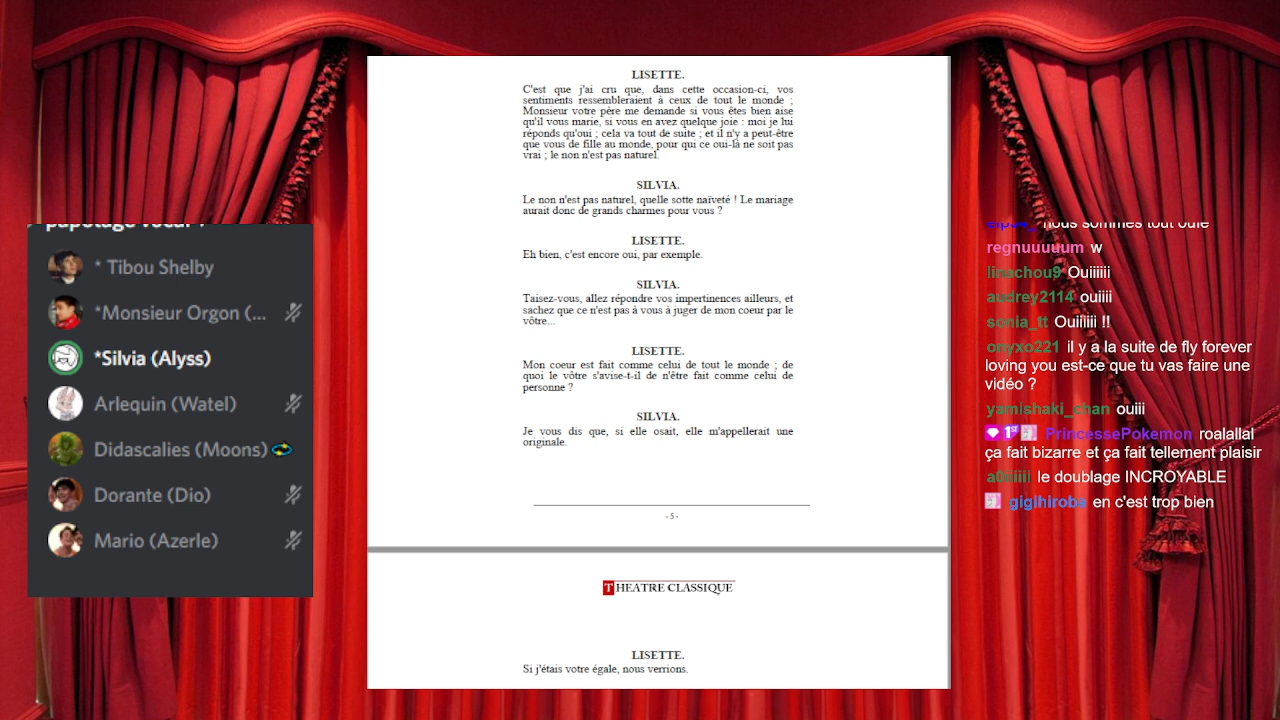 papotage vocal
* Tibou Shelby
*Monsieur Orgon (...
*Silvia (Alyss)
Arlequin (Watel)
Didascalies (Moons)
Dorante (Dio)
Mario (Azerle)
LISETTE.
C'est que j'ai cru que, dans cette occasion-ci, vos
sentiments ressembleraient à ceux de tout le monde ;
Monsieur votre père me demande si vous êtes bien aise
qu'il vous marie, si vous en avez quelque joie : moi je lui
réponds qu'oui ; cela va tout de suite ; et il n'y a peut-être
que vous de fille au monde, pour qui ce oui-là ne soit pas
vrai ; le non n'est pas naturel.
SILVIA.
Le non n'est pas naturel, quelle sotte naïveté ! Le mariage
aurait donc de grands charmes pour vous ?
LISETTE.
Eh bien, c'est encore oui, par exemple.
SILVIA.
Taisez-vous, allez répondre vos impertinences ailleurs, et
sachez que ce n'est pas à vous à juger de mon coeur par le
vôtre...
LISETTE.
Mon coeur est fait comme celui de tout le monde ; de
quoi le vôtre s'avise-t-il de n'être fait comme celui de
personne ?
SILVIA.
Je vous dis que, si elle osait, elle m'appellerait une
originale.
- 5 -
THEATRE CLASSIQUE
LISETTE.
Si j'étais votre égale, nous verrions.
nous sommes tout ouïe
regnuuuuum w
linachou9 Ouiiiiii
audrey2114 ouiiii
sonia_tt Ouiiiiii !!
onyxo221 il y a la suite de fly forever
loving you est-ce que tu vas faire une
vidéo ?
yamishaki_chan ouiii
1ST PrincessePokemon roalallal
ça fait bizarre et ça fait tellement plaisir
le doublage INCROYABLE
gigihiroba en c'est trop bien